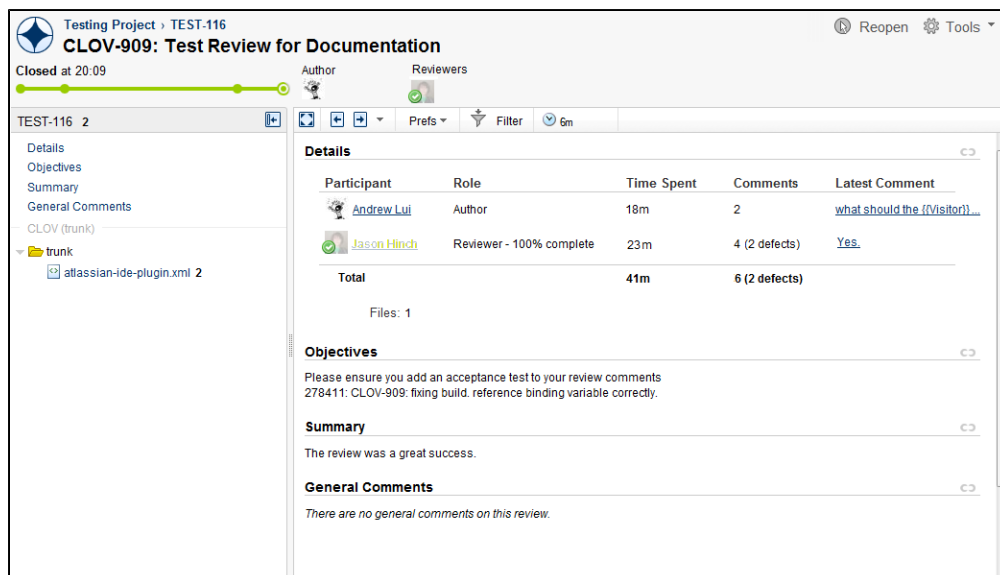 Testing Project › TEST-116
CLOV-909: Test Review for Documentation
Reopen Tools
Closed at 20:09
Author
Reviewers
TEST-116 2
Prefs Filter 6m
Details
Objectives
Summary
General Comments
CLOV (trunk)
trunk
atlassian-ide-plugin.xml 2
Details
Participant Role Time Spent Comments Latest Comment
Andrew Lui Author 18m 2 what should the {{Visitor}} ...
Jason Hinch Reviewer - 100% complete 23m 4 (2 defects) Yes.
Total 41m 6 (2 defects)
Files: 1
Objectives
Please ensure you add an acceptance test to your review comments
278411: CLOV-909: fixing build. reference binding variable correctly.
Summary
The review was a great success.
General Comments
There are no general comments on this review.